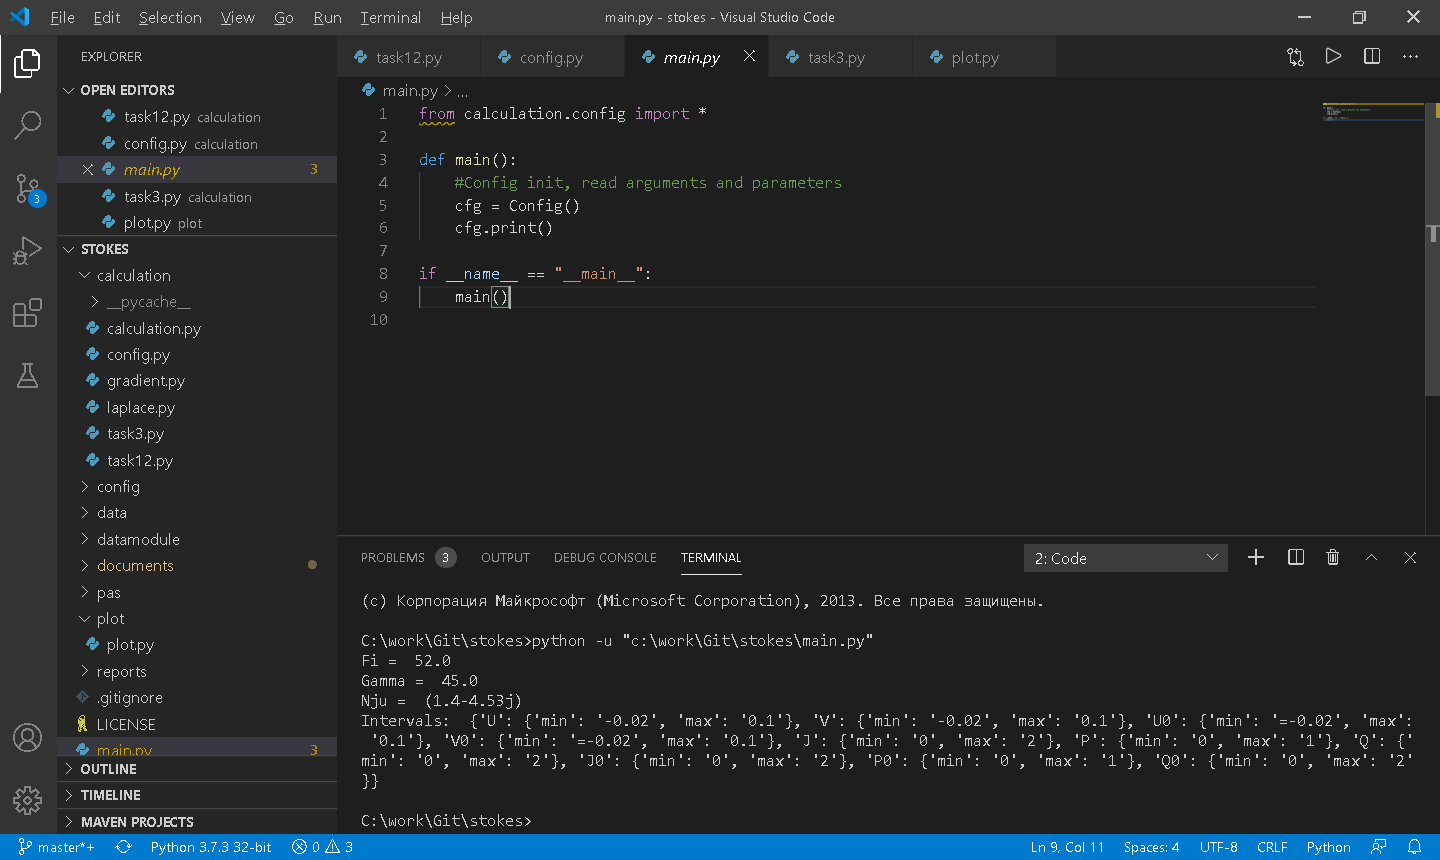 File Edit Selection View Go Run Terminal Help main.py - stokes - Visual Studio Code
EXPLORER
OPEN EDITORS
task12.py calculation
config.py calculation
main.py 3
task3.py calculation
plot.py plot
STOKES
calculation
__pycache__
calculation.py
config.py
gradient.py
laplace.py
task3.py
task12.py
config
data
datamodule
documents
pas
plot
plot.py
reports
.gitignore
LICENSE
main.py 3
OUTLINE
TIMELINE
MAVEN PROJECTS
3
task12.py config.py main.py task3.py plot.py
main.py > ...
1 from calculation.config import *
2
3 def main():
4 #Config init, read arguments and parameters
5 cfg = Config()
6 cfg.print()
7
8 if __name__ == "__main__":
9 main()
10
PROBLEMS 3 OUTPUT DEBUG CONSOLE TERMINAL 2: Code
(c) Корпорация Майкрософт (Microsoft Corporation), 2013. Все права защищены.
C:\work\Git\stokes>python -u "c:\work\Git\stokes\main.py"
Fi = 52.0
Gamma = 45.0
Nju = (1.4-4.53j)
Intervals: {'U': {'min': '-0.02', 'max': '0.1'}, 'V': {'min': '-0.02', 'max': '0.1'}, 'U0': {'min': '=-0.02', 'max':
'0.1'}, 'V0': {'min': '=-0.02', 'max': '0.1'}, 'J': {'min': '0', 'max': '2'}, 'P': {'min': '0', 'max': '1'}, 'Q': {'
min': '0', 'max': '2'}, 'J0': {'min': '0', 'max': '2'}, 'P0': {'min': '0', 'max': '1'}, 'Q0': {'min': '0', 'max': '2'
}}
C:\work\Git\stokes>
master*+ Python 3.7.3 32-bit 0 3 Ln 9, Col 11 Spaces: 4 UTF-8 CRLF Python